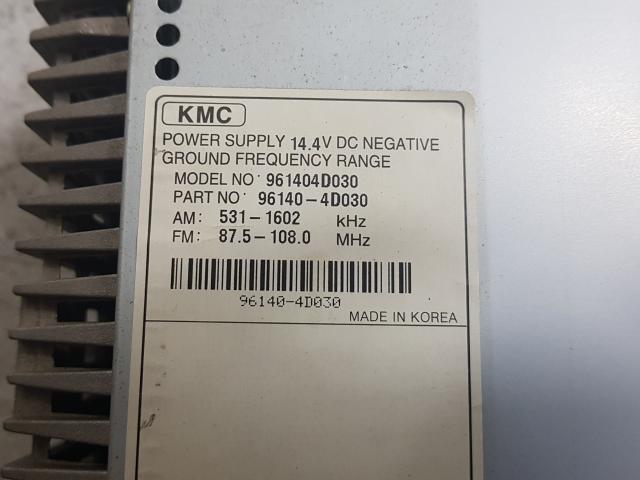 KMC
POWER SUPPLY 14.4V DC NEGATIVE
GROUND FREQUENCY RANGE
MODEL NO: 961404D030
PART NO: 96140-4D030
AM: 531-1602 kHz
FM: 87.5-108.0 MHz
96140-4D030
MADE IN KOREA